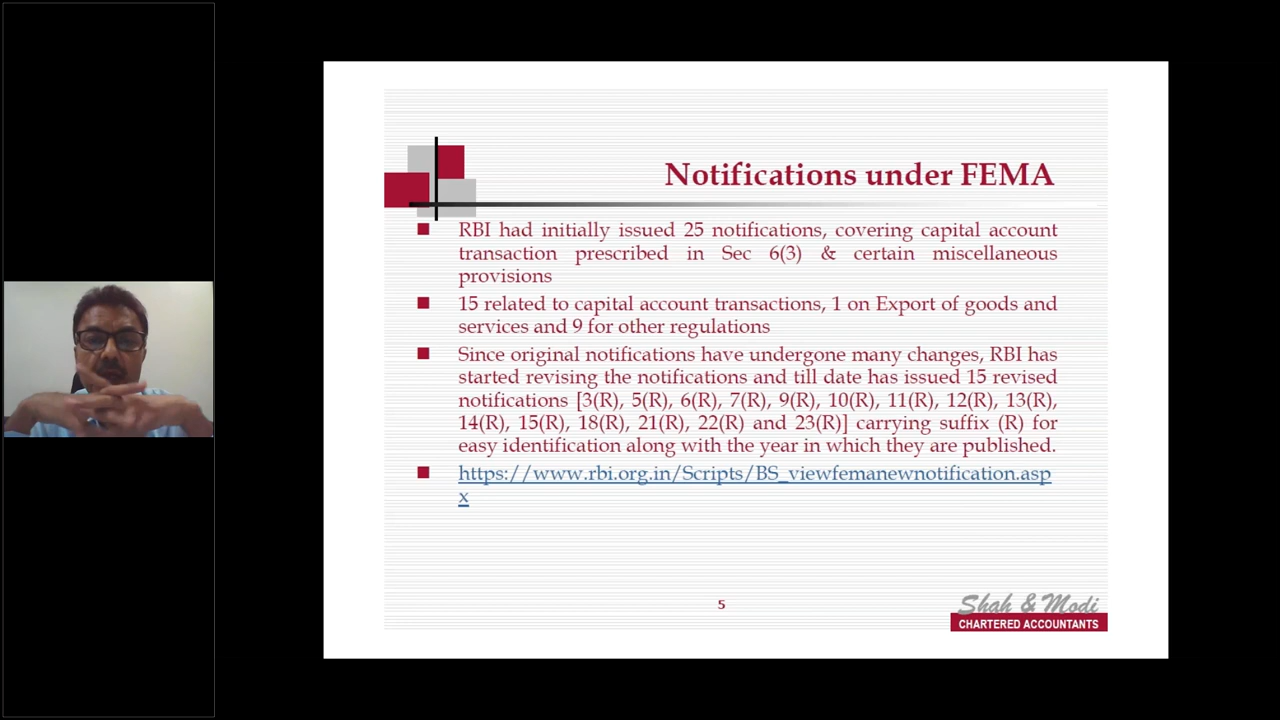 Notifications under FEMA
RBI had initially issued 25 notifications, covering capital account
transaction prescribed in Sec 6(3) & certain miscellaneous
provisions
15 related to capital account transactions, 1 on Export of goods and
services and 9 for other regulations
Since original notifications have undergone many changes, RBI has
started revising the notifications and till date has issued 15 revised
notifications [3(R), 5(R), 6(R), 7(R), 9(R), 10(R), 11(R), 12(R), 13(R),
14(R), 15(R), 18(R), 21(R), 22(R) and 23(R)] carrying suffix (R) for
easy identification along with the year in which they are published.
https://www.rbi.org.in/Scripts/BS_viewfemanewnotification.asp
x
5
Shah & Modi
CHARTERED ACCOUNTANTS